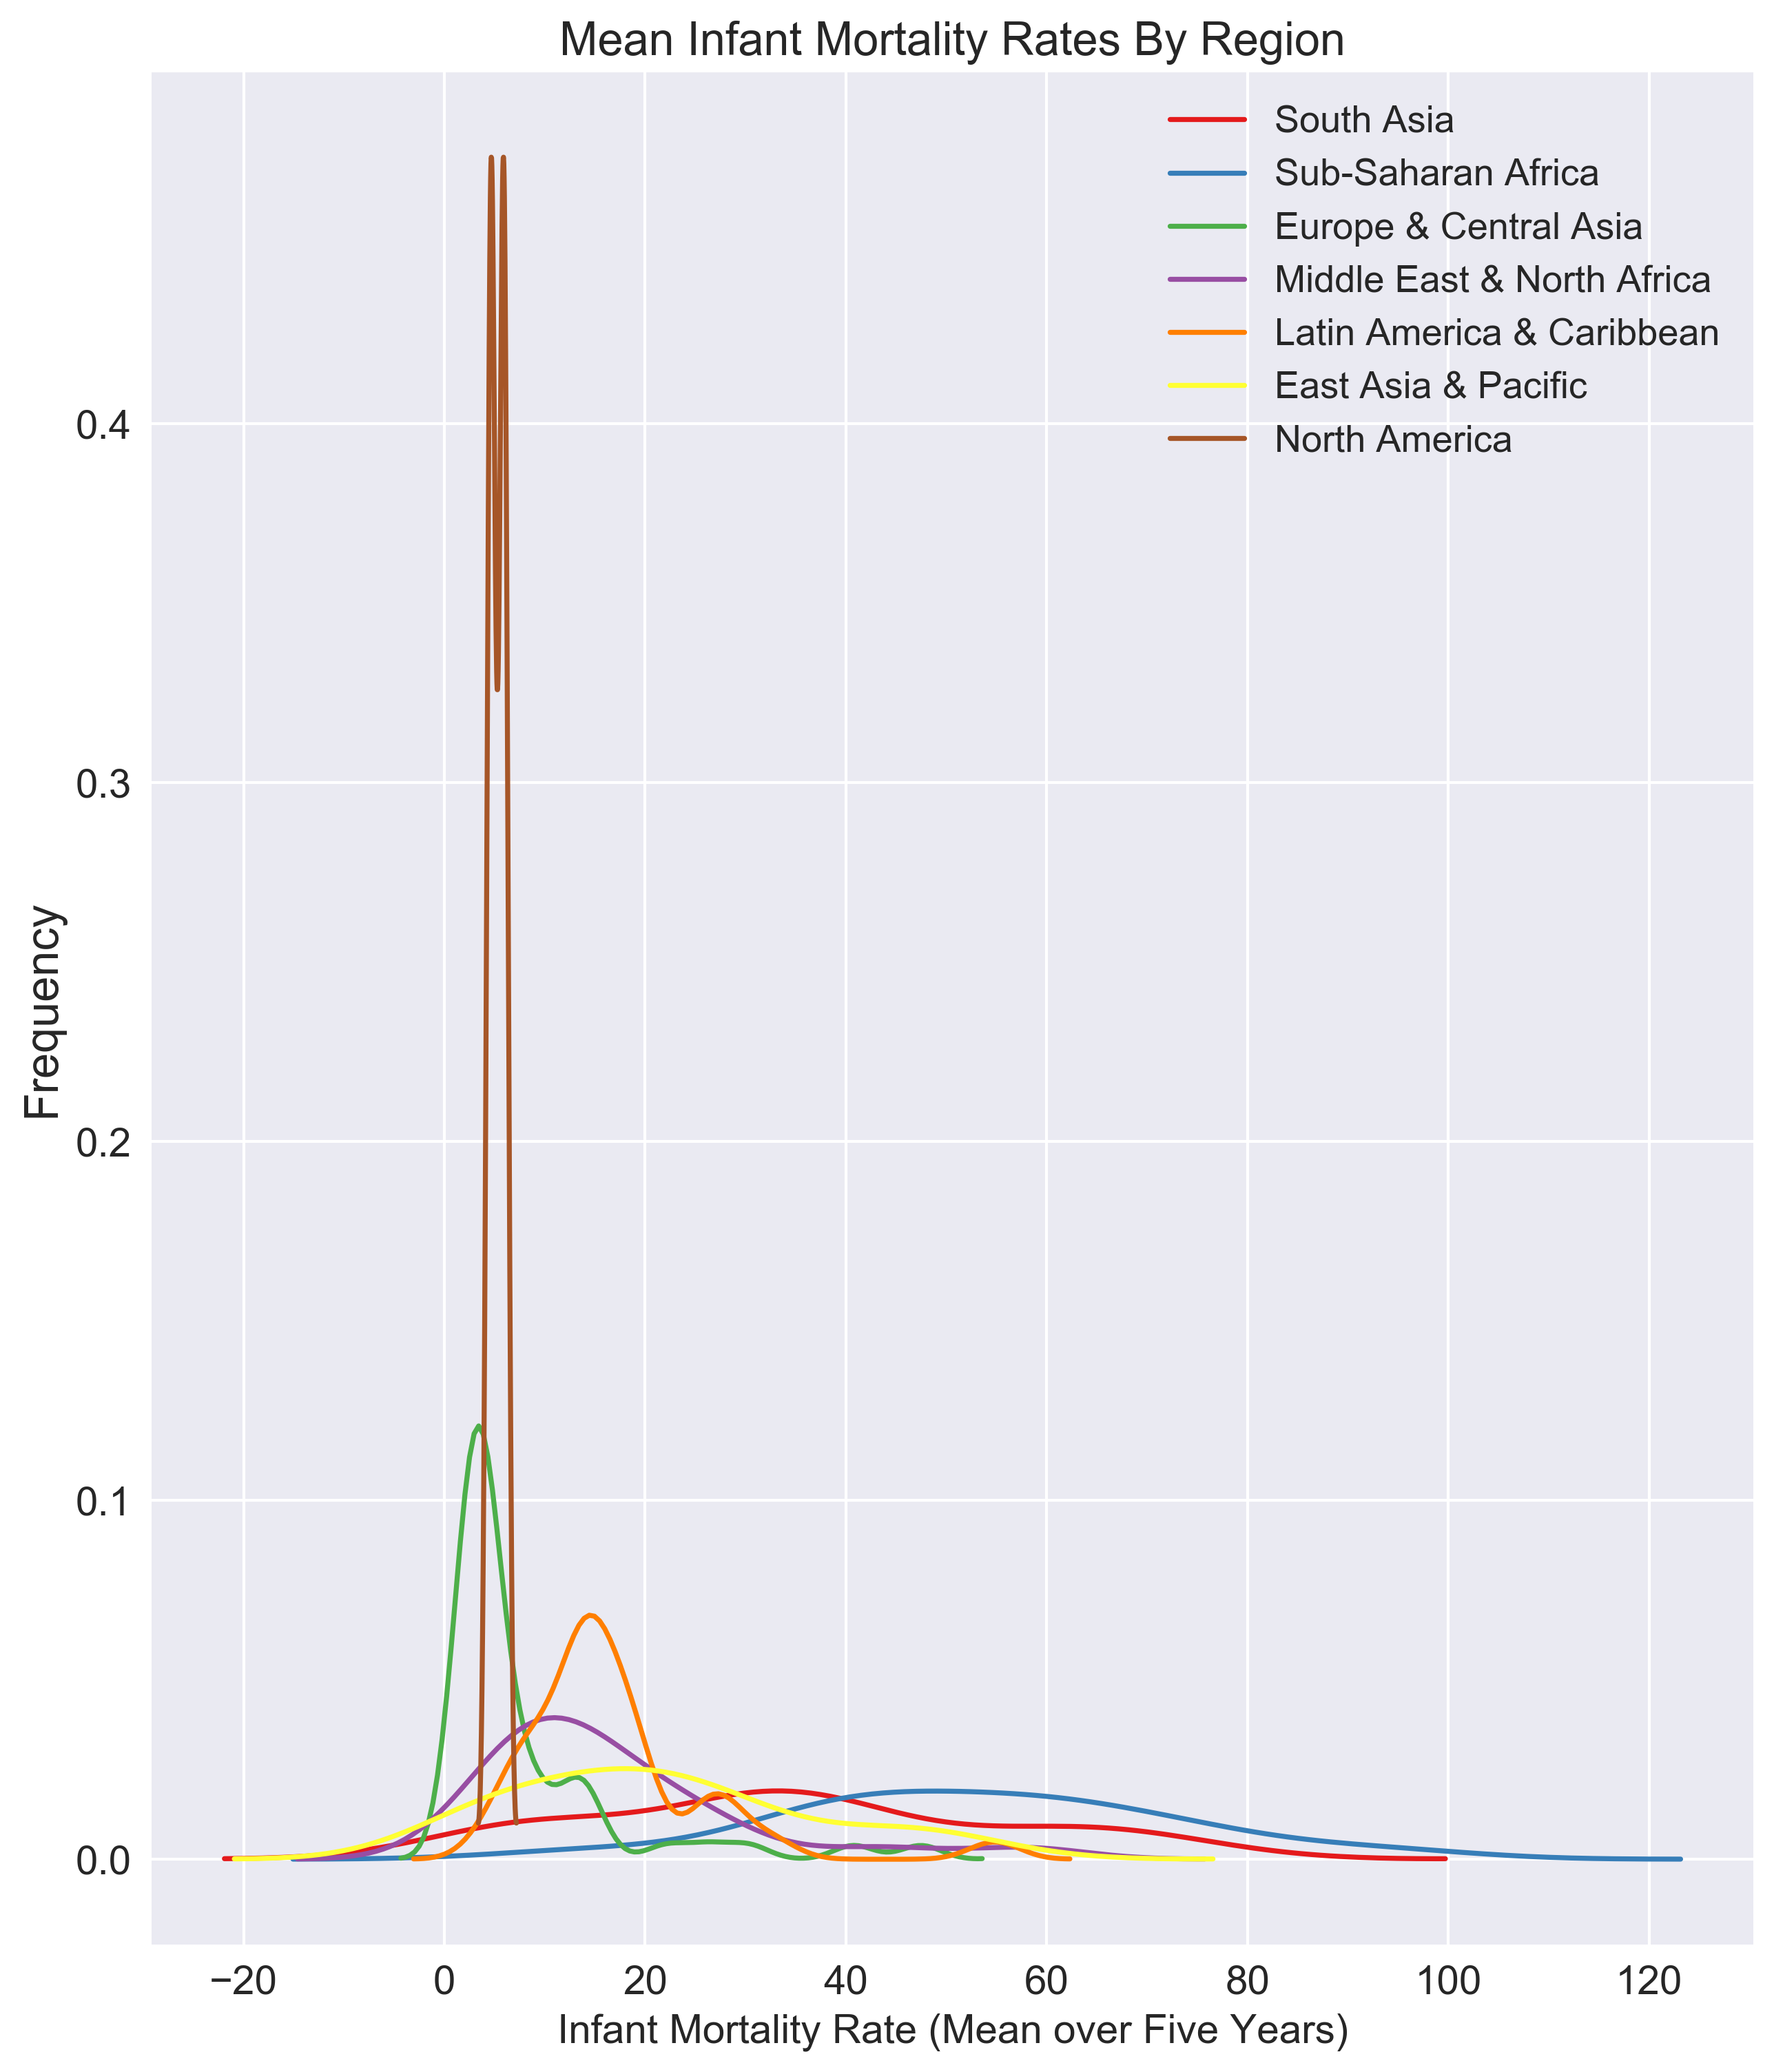 Mean Infant Mortality Rates By Region
South Asia
Sub-Saharan Africa
Europe & Central Asia
Middle East & North Africa
Latin America & Caribbean
East Asia & Pacific
North America
Frequency
0.4
0.3
0.2
0.1
0.0
−20 0 20 40 60 80 100 120
Infant Mortality Rate (Mean over Five Years)